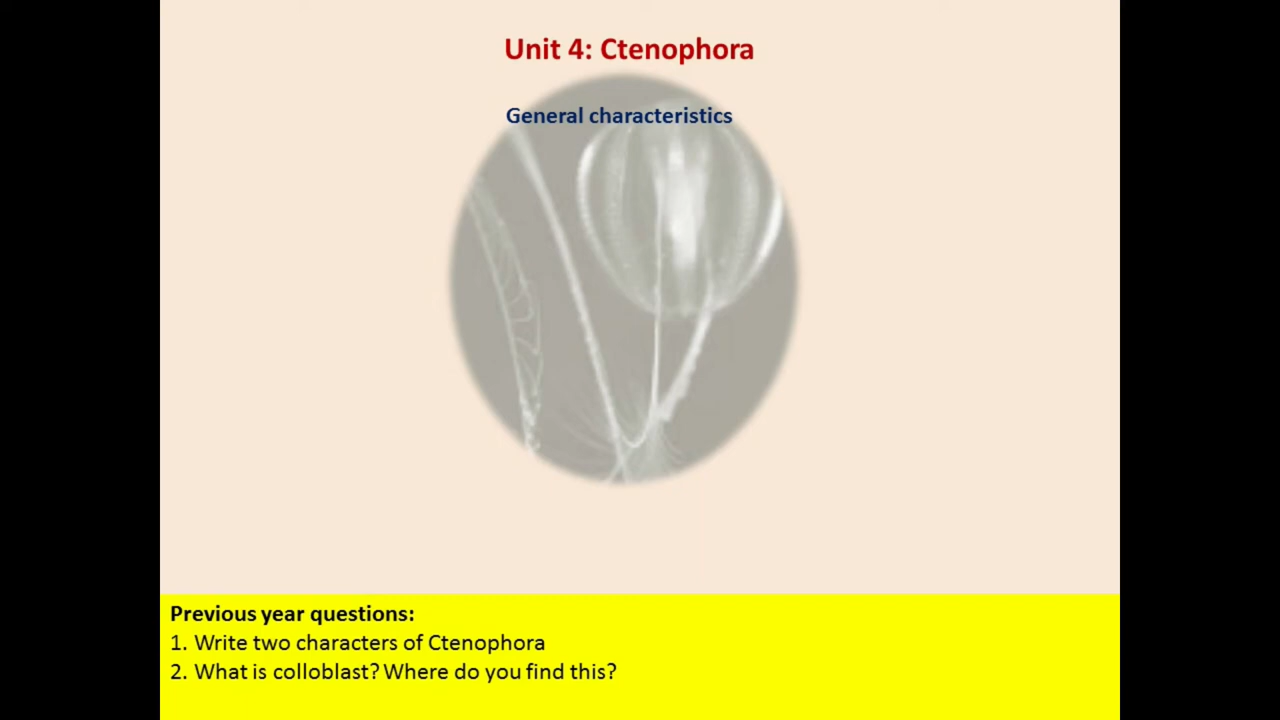 Unit 4: Ctenophora
General characteristics
Previous year questions:
1. Write two characters of Ctenophora
2. What is colloblast? Where do you find this?